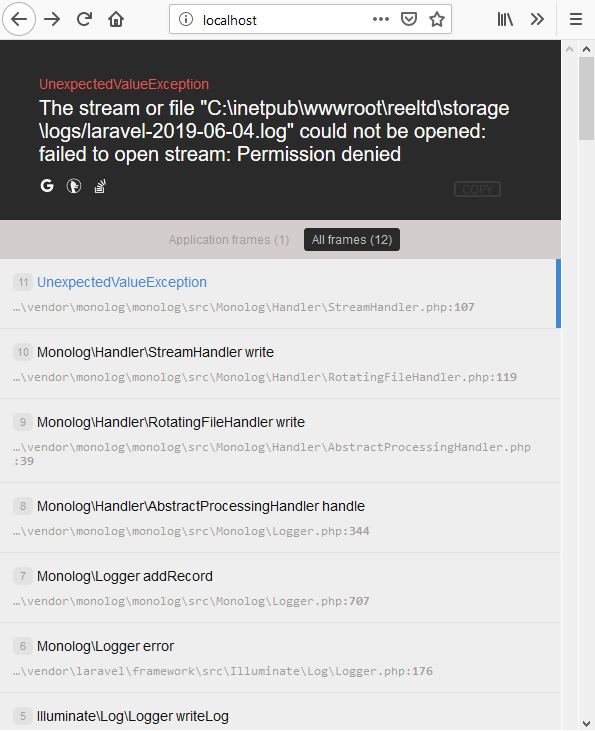 localhost
UnexpectedValueException
The stream or file "C:\inetpub\wwwroot\reeltd\storage
\logs/laravel-2019-06-04.log" could not be opened:
failed to open stream: Permission denied
COPY
Application frames (1) All frames (12)
11 UnexpectedValueException
…\vendor\monolog\monolog\src\Monolog\Handler\StreamHandler.php:107
10 Monolog\Handler\StreamHandler write
…\vendor\monolog\monolog\src\Monolog\Handler\RotatingFileHandler.php:119
9 Monolog\Handler\RotatingFileHandler write
…\vendor\monolog\monolog\src\Monolog\Handler\AbstractProcessingHandler.php
:39
8 Monolog\Handler\AbstractProcessingHandler handle
…\vendor\monolog\monolog\src\Monolog\Logger.php:344
7 Monolog\Logger addRecord
…\vendor\monolog\monolog\src\Monolog\Logger.php:707
6 Monolog\Logger error
…\vendor\laravel\framework\src\Illuminate\Log\Logger.php:176
5 Illuminate\Log\Logger writeLog